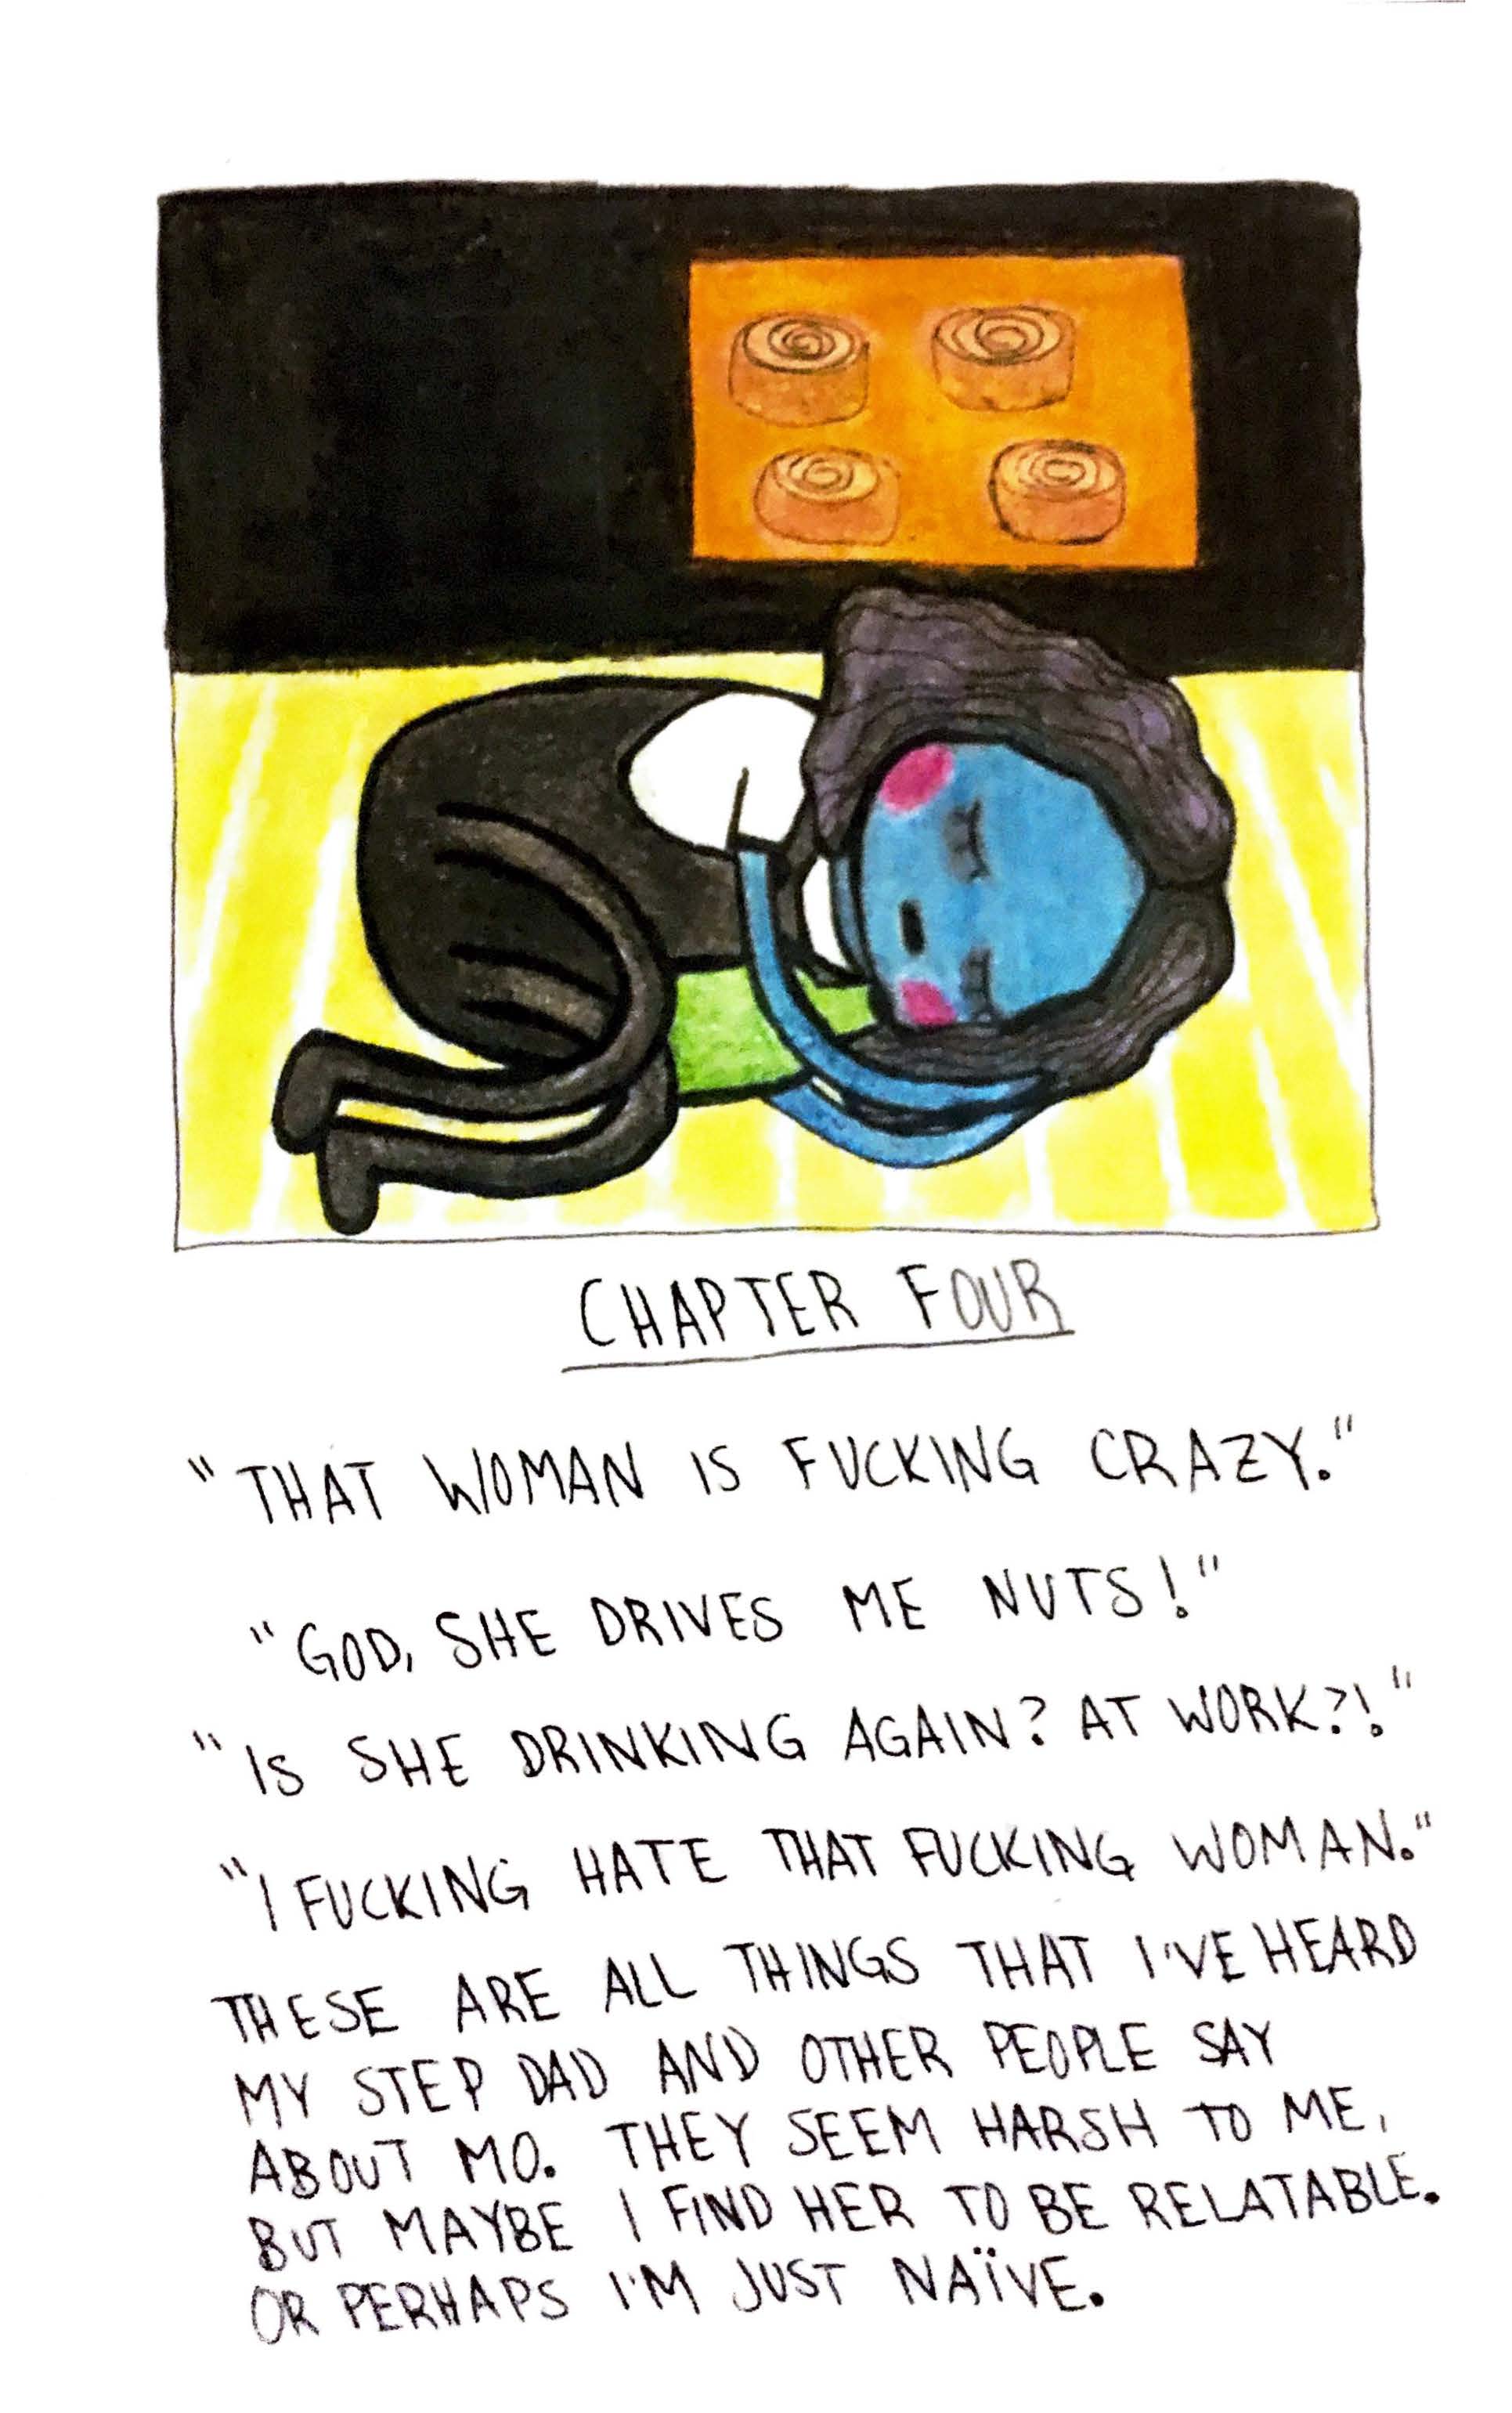 CHAPTER FOUR
"THAT WOMAN IS FUCKING CRAZY."
"GOD, SHE DRIVES ME NUTS!"
"IS SHE DRINKING AGAIN? AT WORK?!"
"I FUCKING HATE THAT FUCKING WOMAN."
THESE ARE ALL THINGS THAT I'VE HEARD
MY STEP DAD AND OTHER PEOPLE SAY
ABOUT MO. THEY SEEM HARSH TO ME,
BUT MAYBE I FIND HER TO BE RELATABLE.
OR PERHAPS I'M JUST NAÏVE.